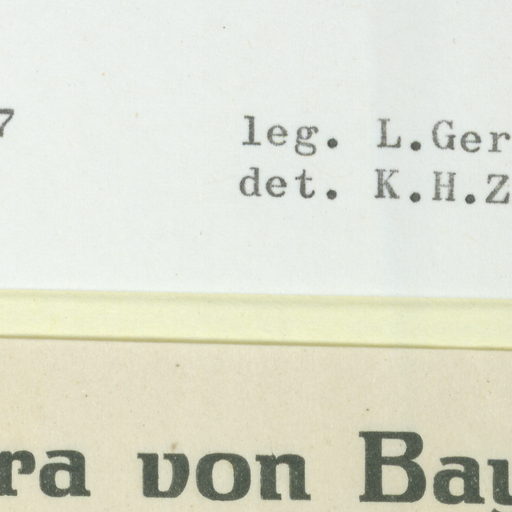 7
leg. L.Ger
det. K.H.Z
ra von Bay